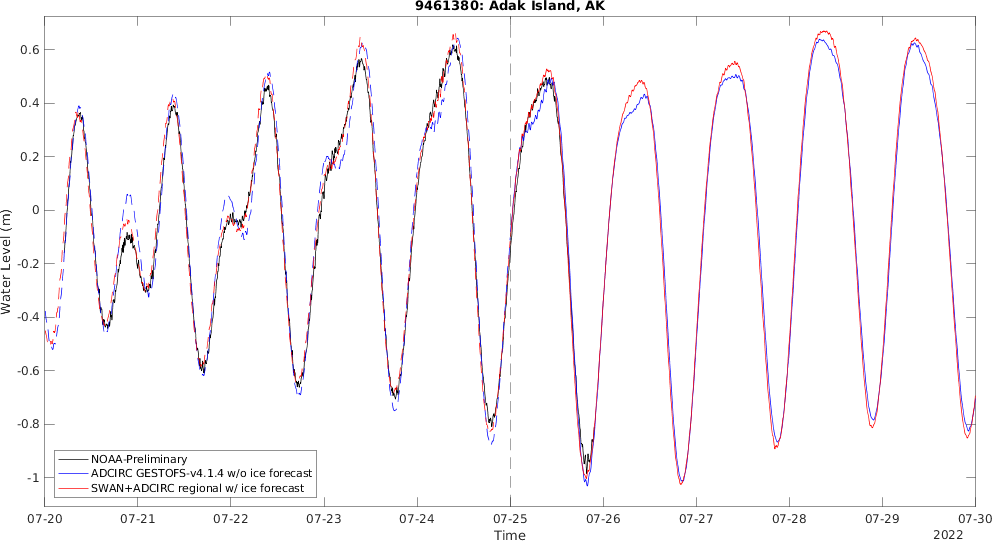 9461380: Adak Island, AK
Water Level (m)
0.6
0.4
0.2
0
-0.2
-0.4
-0.6
-0.8
-1
NOAA-Preliminary
ADCIRC GESTOFS-v4.1.4 w/o ice forecast
SWAN+ADCIRC regional w/ ice forecast
07-20 07-21 07-22 07-23 07-24 07-25 07-26 07-27 07-28 07-29 07-30
Time
2022